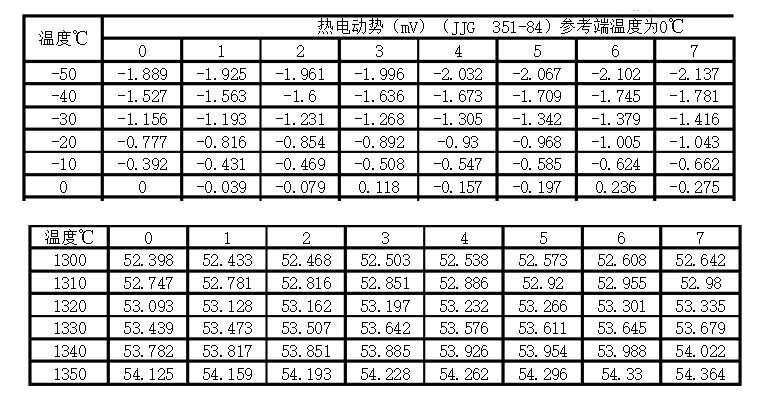 热电动势（mV）（JJG 351-84）参考端温度为0℃
温度℃
0 1 2 3 4 5 6 7
-50 -1.889 -1.925 -1.961 -1.996 -2.032 -2.067 -2.102 -2.137
-40 -1.527 -1.563 -1.6 -1.636 -1.673 -1.709 -1.745 -1.781
-30 -1.156 -1.193 -1.231 -1.268 -1.305 -1.342 -1.379 -1.416
-20 -0.777 -0.816 -0.854 -0.892 -0.93 -0.968 -1.005 -1.043
-10 -0.392 -0.431 -0.469 -0.508 -0.547 -0.585 -0.624 -0.662
0 0 -0.039 -0.079 0.118 -0.157 -0.197 0.236 -0.275
温度℃ 0 1 2 3 4 5 6 7
1300 52.398 52.433 52.468 52.503 52.538 52.573 52.608 52.642
1310 52.747 52.781 52.816 52.851 52.886 52.92 52.955 52.98
1320 53.093 53.128 53.162 53.197 53.232 53.266 53.301 53.335
1330 53.439 53.473 53.507 53.642 53.576 53.611 53.645 53.679
1340 53.782 53.817 53.851 53.885 53.926 53.954 53.988 54.022
1350 54.125 54.159 54.193 54.228 54.262 54.296 54.33 54.364